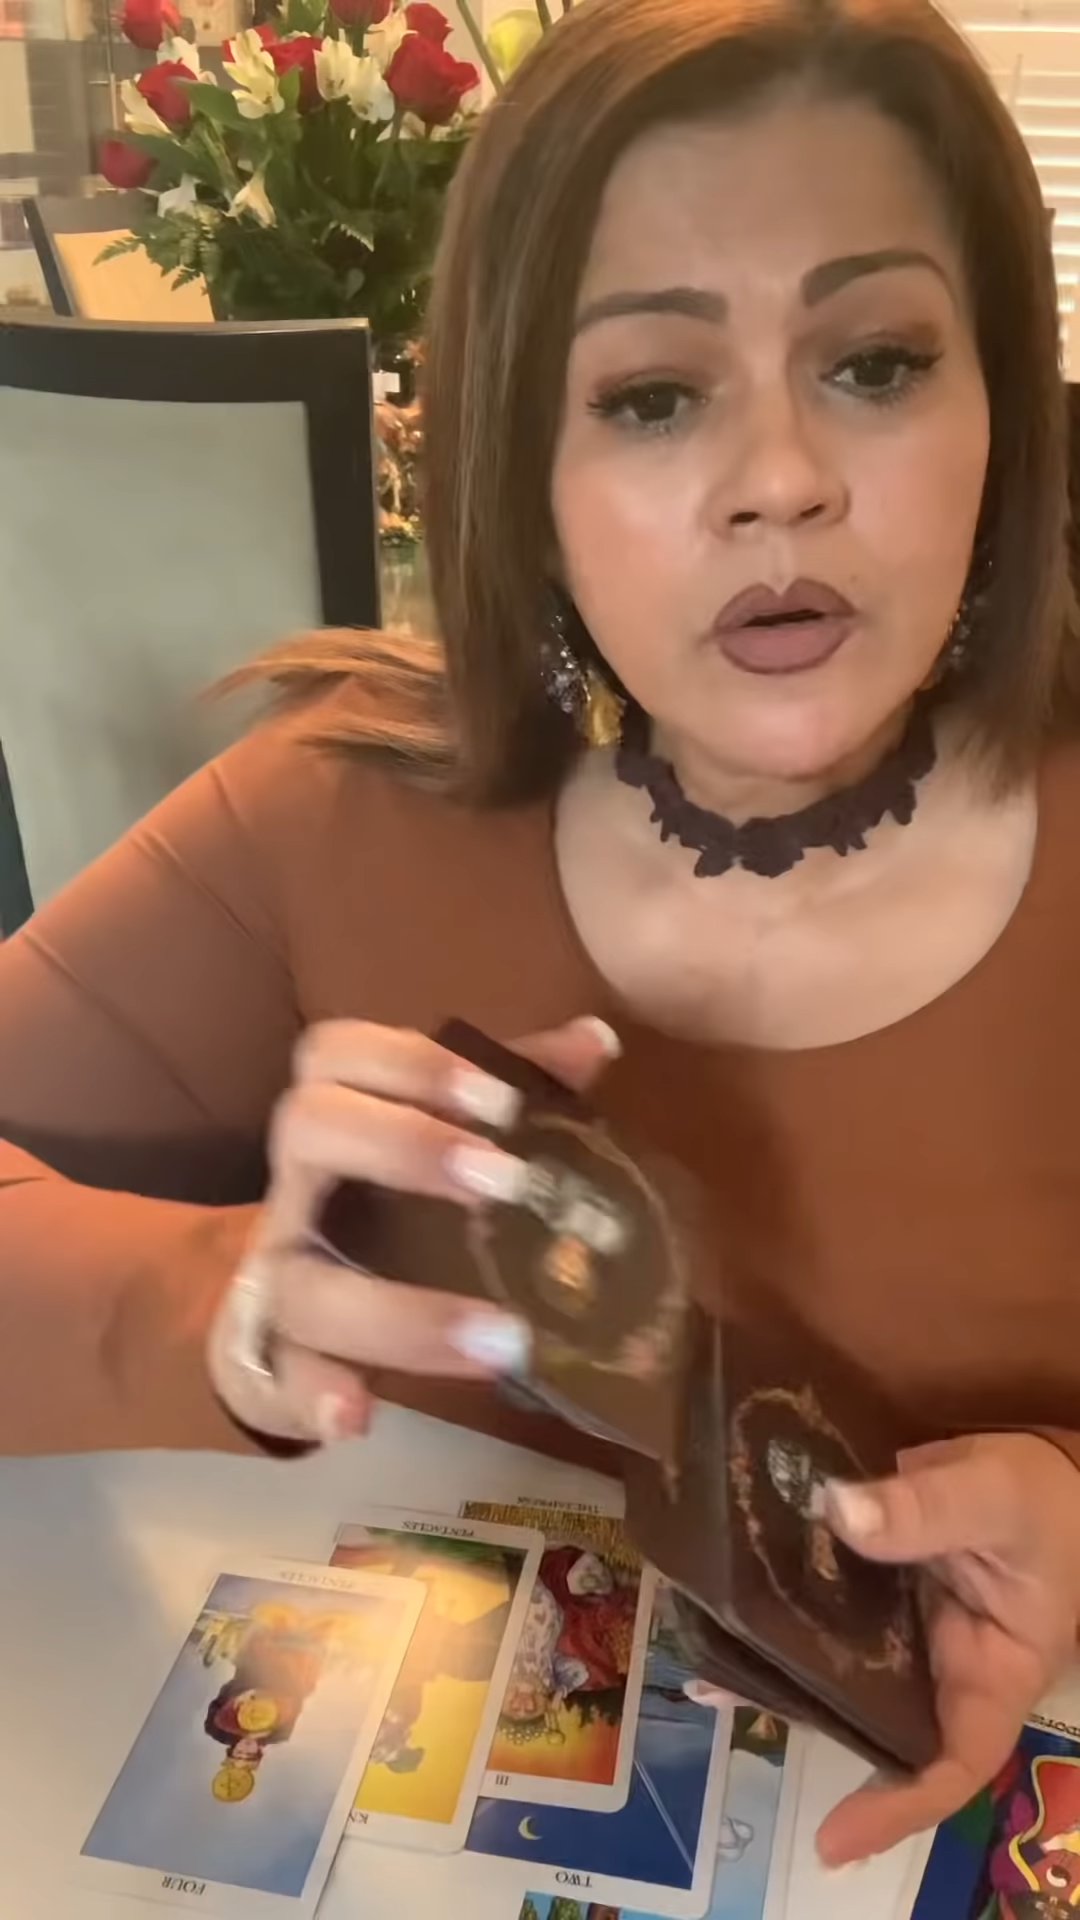 THE EMPRESS
PENTACLES
PENTACLES
III
KN
TWO
FOUR